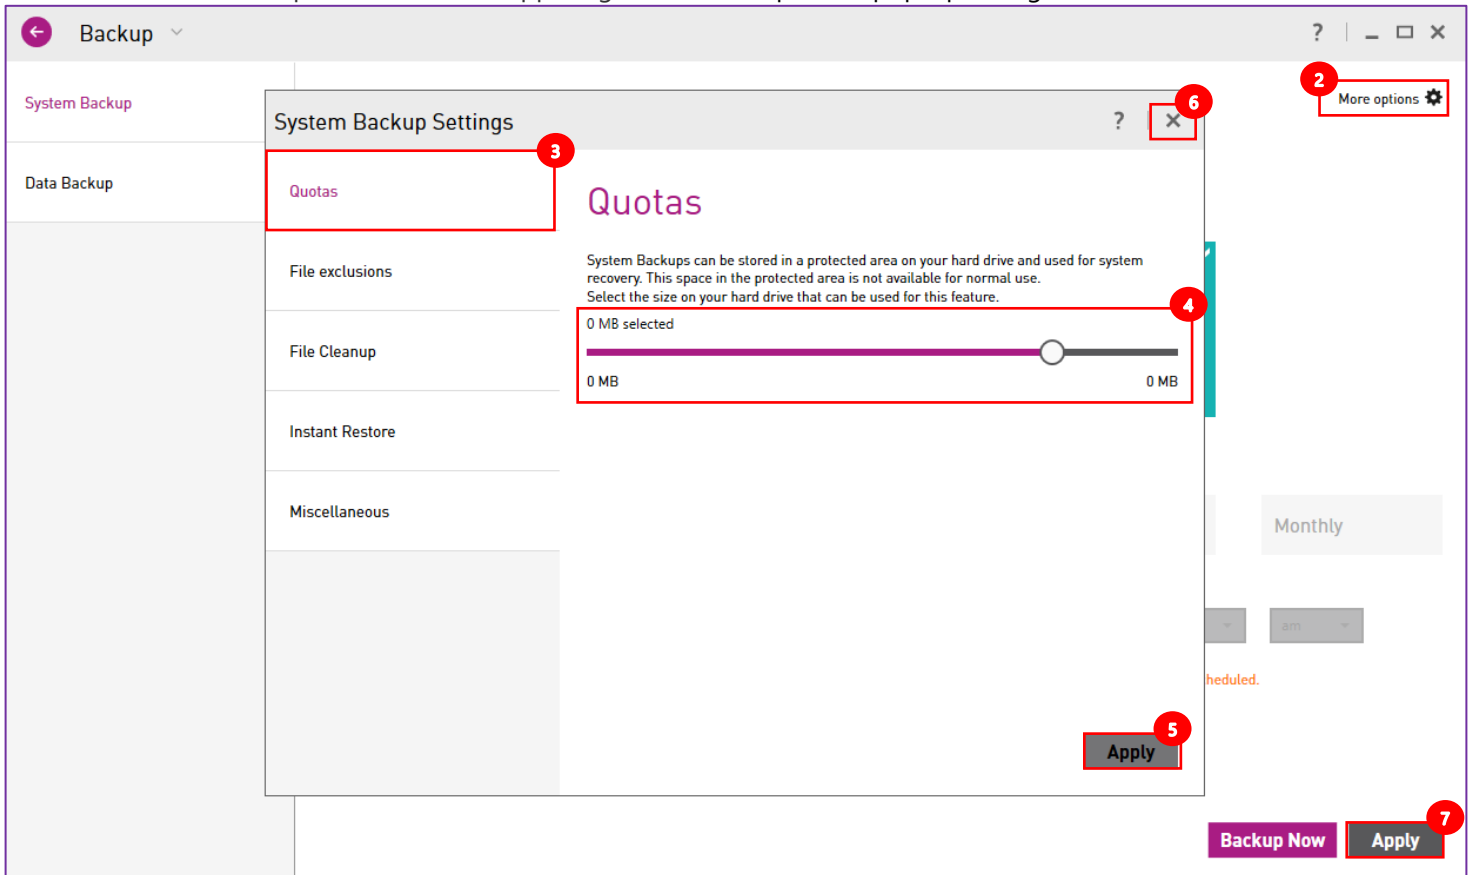 Backup
?
System Backup
2
More options
System Backup Settings
?
6
3
Data Backup
Quotas
Quotas
File exclusions
System Backups can be stored in a protected area on your hard drive and used for system
recovery. This space in the protected area is not available for normal use.
Select the size on your hard drive that can be used for this feature.
4
0 MB selected
File Cleanup
0 MB
0 MB
Instant Restore
Miscellaneous
Monthly
am
heduled.
5
Apply
7
Backup Now
Apply